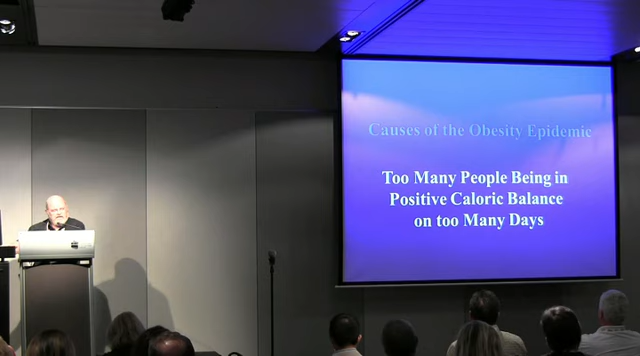 Causes of the Obesity Epidemic
Too Many People Being in
Positive Caloric Balance
on too Many Days